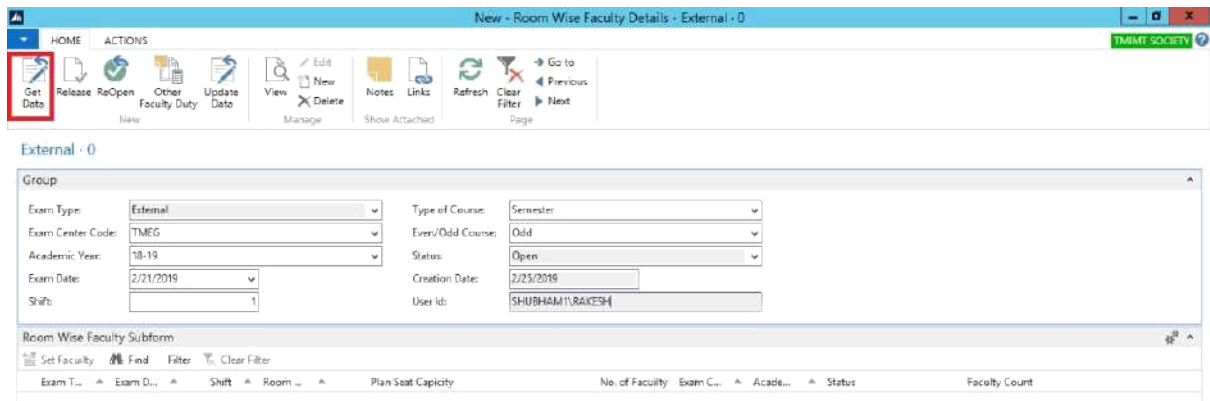 New - Room Wise Faculty Details - External · 0
HOME ACTIONS
TMIMT SOCIETY
Get Data
Release
ReOpen
Other Faculty Duty
Update Data
New
View
Edit
New
Delete
Manage
Notes
Links
Show Attached
Refresh
Clear Filter
Go to
Previous
Next
Page
External · 0
Group
Exam Type: External Type of Course: Semester
Exam Center Code: TMEG Even/Odd Course: Odd
Academic Year: 18-19 Status: Open
Exam Date: 2/21/2019 Creation Date: 2/25/2019
Shift: 1 User Id: SHUBHAM1\RAKESH
Room Wise Faculty Subform
Set Faculty Find Filter Clear Filter
Exam T... Exam D... Shift Room ... Plan Seat Capicity No. of Facuilty Exam C... Acade... Status Faculty Count